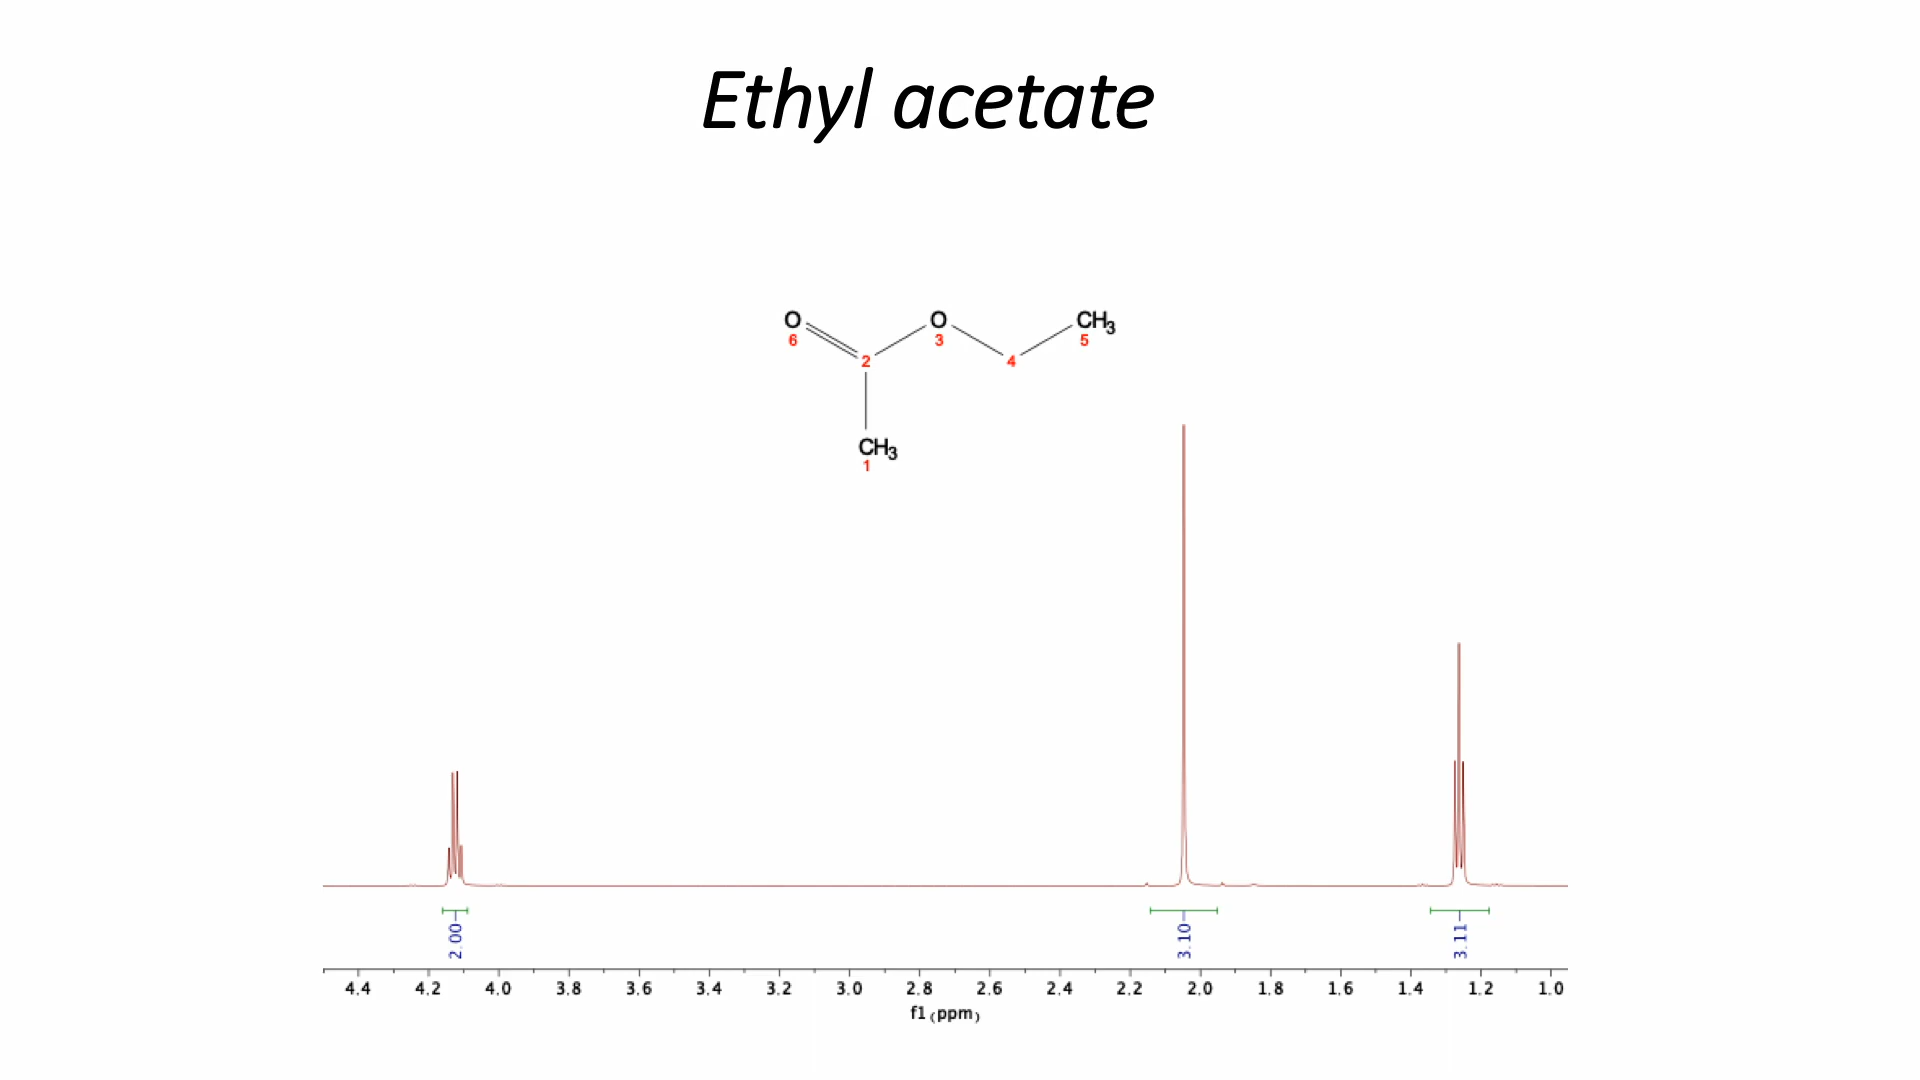 Ethyl acetate
O O CH3
6 3 5
2 4
CH3
1
2.00 3.10 3.11
4.4 4.2 4.0 3.8 3.6 3.4 3.2 3.0 2.8 2.6 2.4 2.2 2.0 1.8 1.6 1.4 1.2 1.0
f1 (ppm)